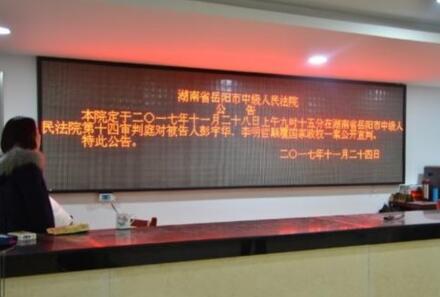 湖南省岳阳市中级人民法院
公 告
本院定于二〇一七年十一月二十八日上午九时十五分在湖南省岳阳市中级人
民法院第十四审判庭对被告人彭宇华、李明哲颠覆国家政权一案公开宣判。
特此公告。
二〇一七年十一月二十四日